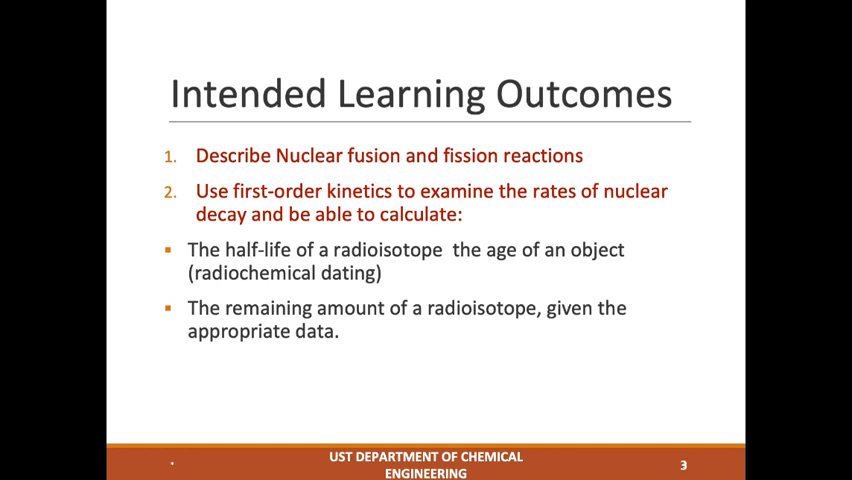 Intended Learning Outcomes
1. Describe Nuclear fusion and fission reactions
2. Use first-order kinetics to examine the rates of nuclear
decay and be able to calculate:
▪ The half-life of a radioisotope  the age of an object
(radiochemical dating)
▪ The remaining amount of a radioisotope, given the
appropriate data.
.
UST DEPARTMENT OF CHEMICAL
ENGINEERING
3